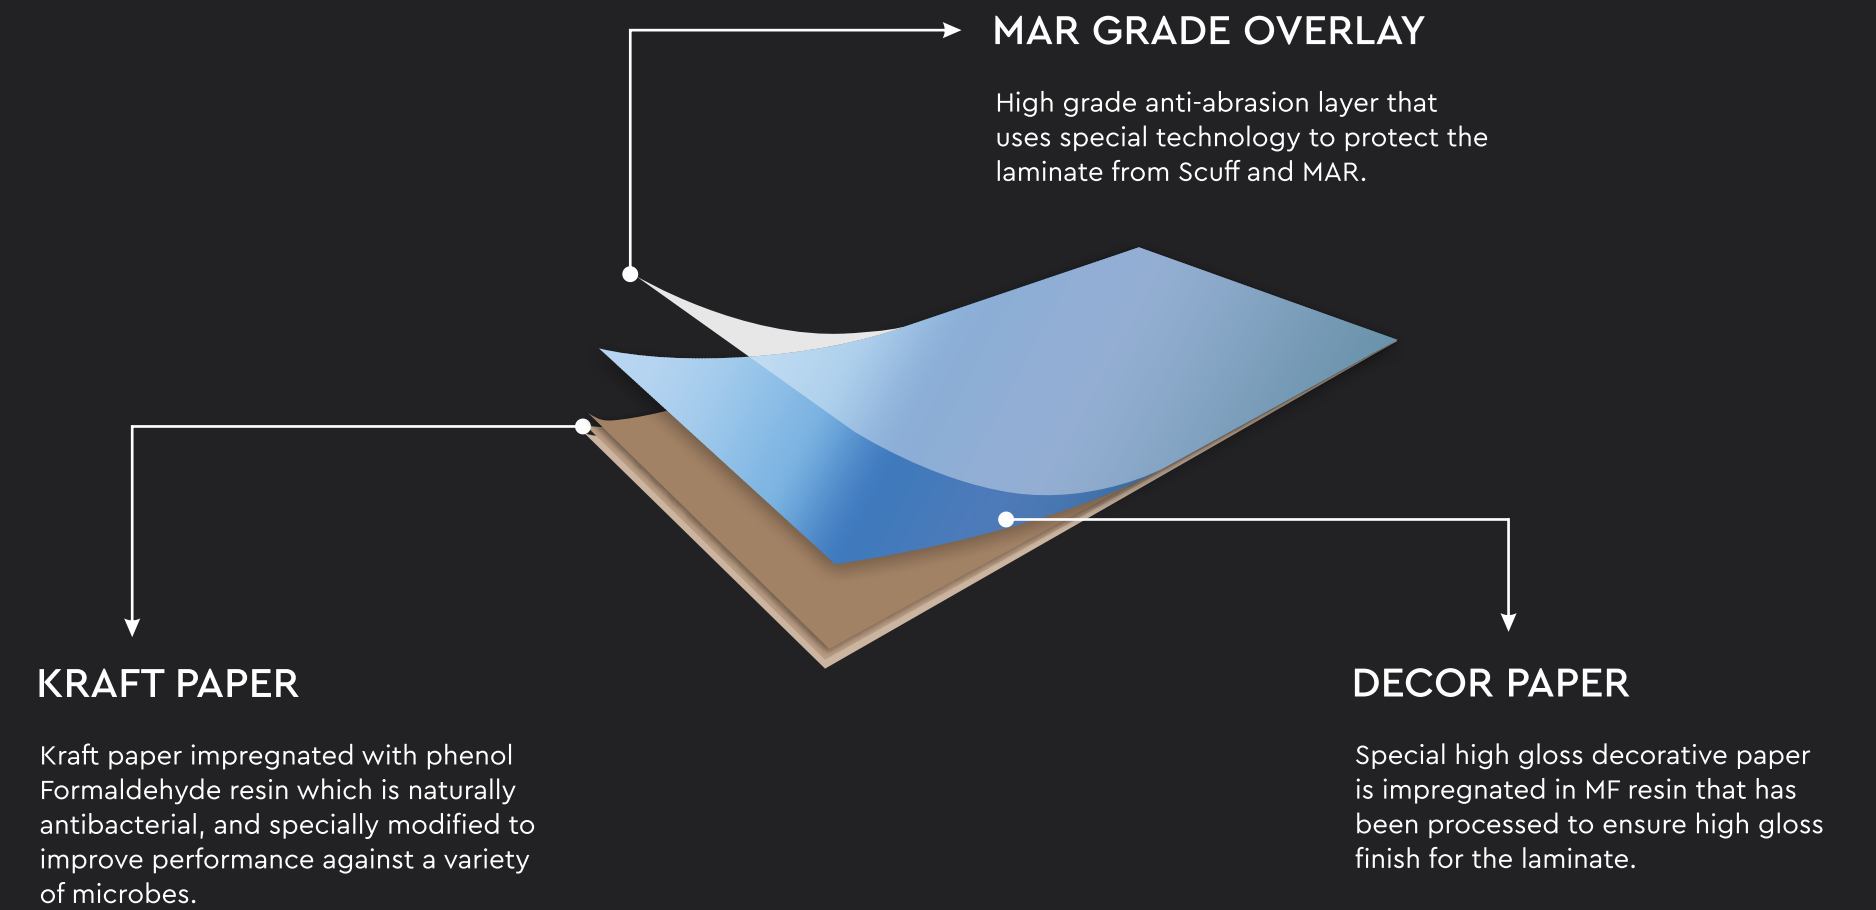 MAR GRADE OVERLAY
High grade anti-abrasion layer that
uses special technology to protect the
laminate from Scuff and MAR.
KRAFT PAPER
Kraft paper impregnated with phenol
Formaldehyde resin which is naturally
antibacterial, and specially modified to
improve performance against a variety
of microbes.
DECOR PAPER
Special high gloss decorative paper
is impregnated in MF resin that has
been processed to ensure high gloss
finish for the laminate.